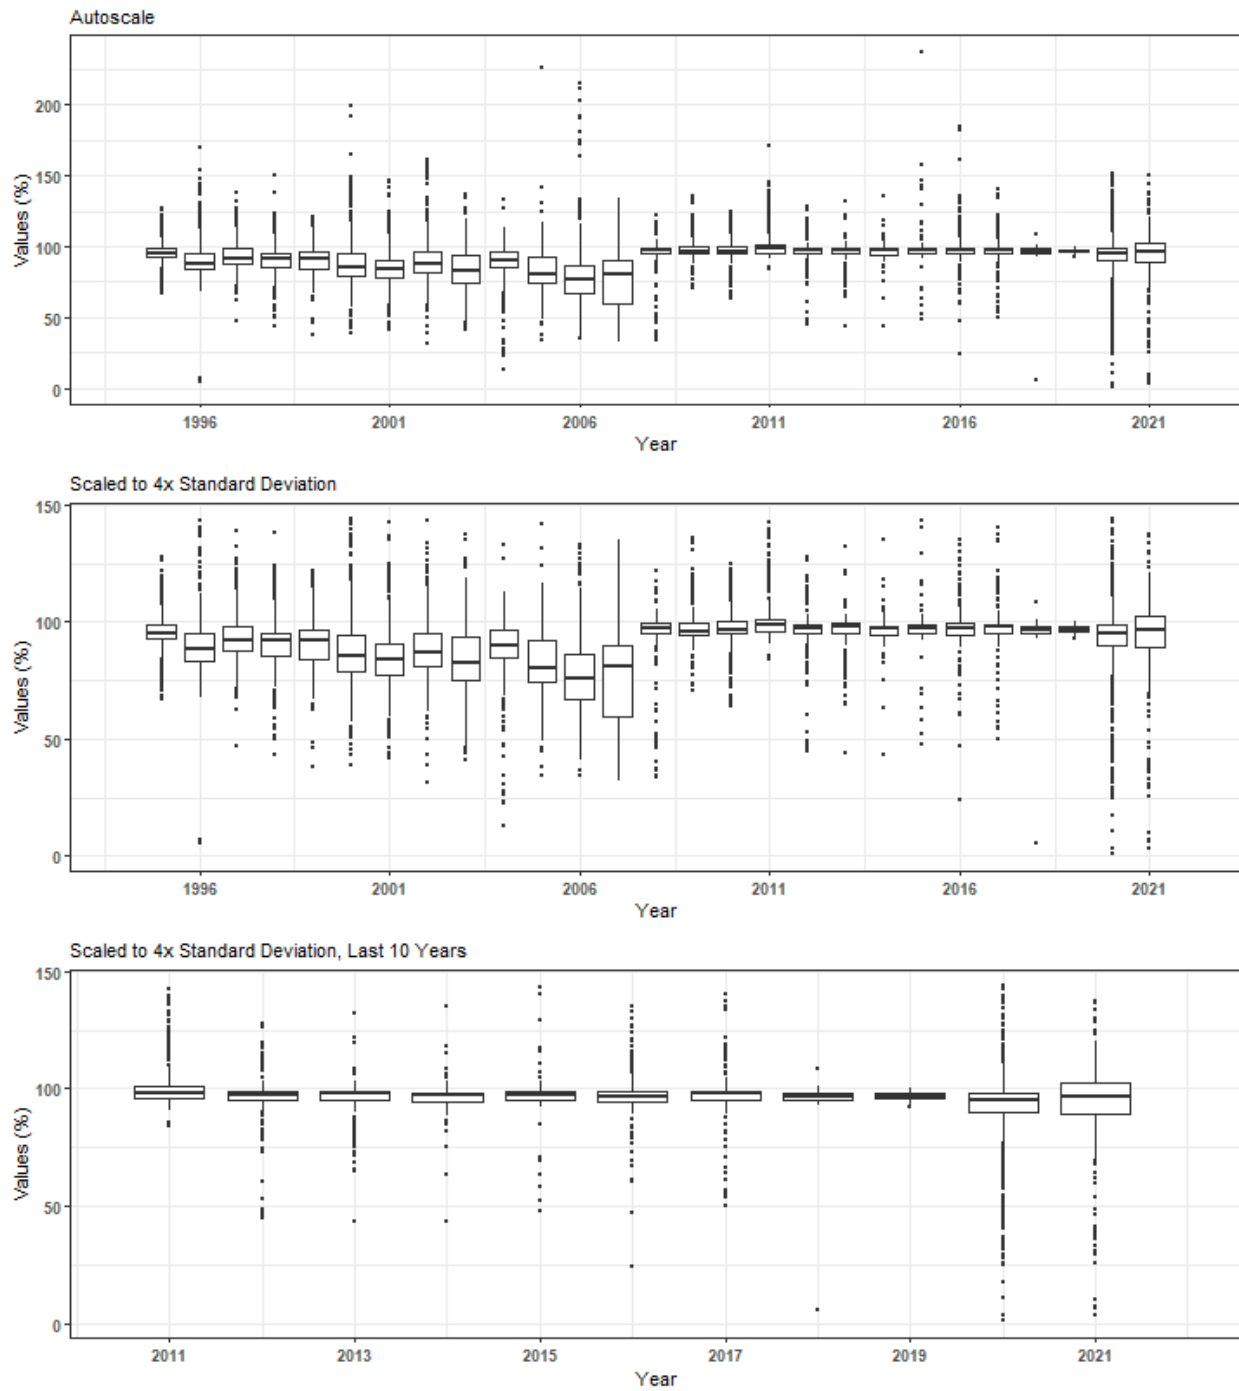 Autoscale
200
150
100
50
0
Values (%)
1996 2001 2006 2011 2016 2021
Year
Scaled to 4x Standard Deviation
150
100
50
0
Values (%)
1996 2001 2006 2011 2016 2021
Year
Scaled to 4x Standard Deviation, Last 10 Years
150
100
50
0
Values (%)
2011 2013 2015 2017 2019 2021
Year